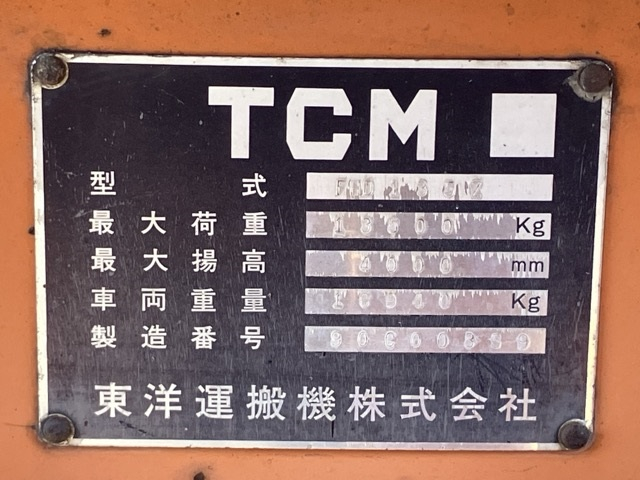 TCM
型式
最大荷重 Kg
最大揚高 4000 mm
車両重量 Kg
製造番号
東洋運搬機株式会社